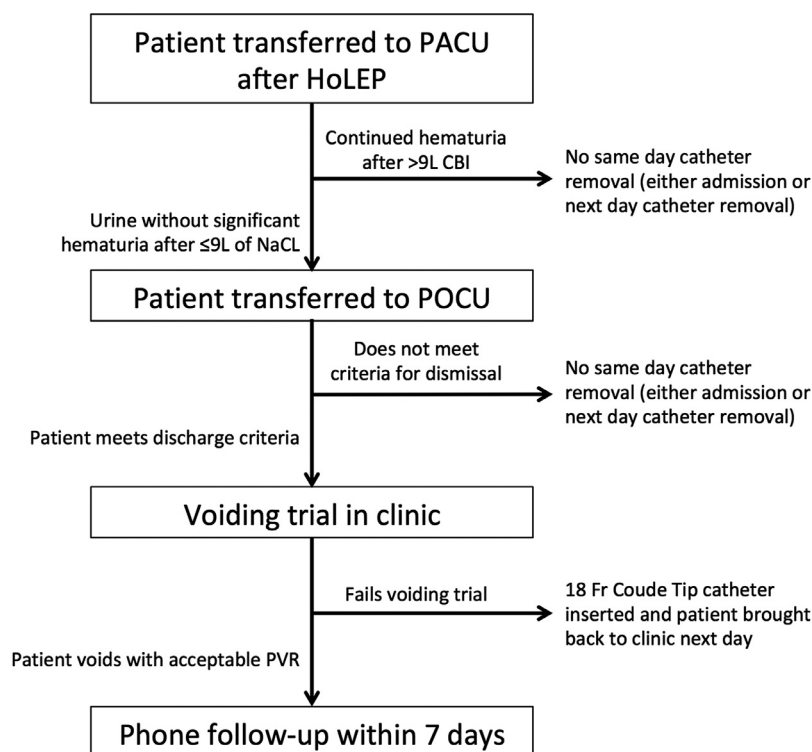 Patient transferred to PACU
after HoLEP
Continued hematuria
after >9L CBI
No same day catheter
removal (either admission or
next day catheter removal)
Urine without significant
hematuria after ≤9L of NaCL
Patient transferred to POCU
Does not meet
criteria for dismissal
No same day catheter
removal (either admission or
next day catheter removal)
Patient meets discharge criteria
Voiding trial in clinic
Fails voiding trial
18 Fr Coude Tip catheter
inserted and patient brought
back to clinic next day
Patient voids with acceptable PVR
Phone follow-up within 7 days